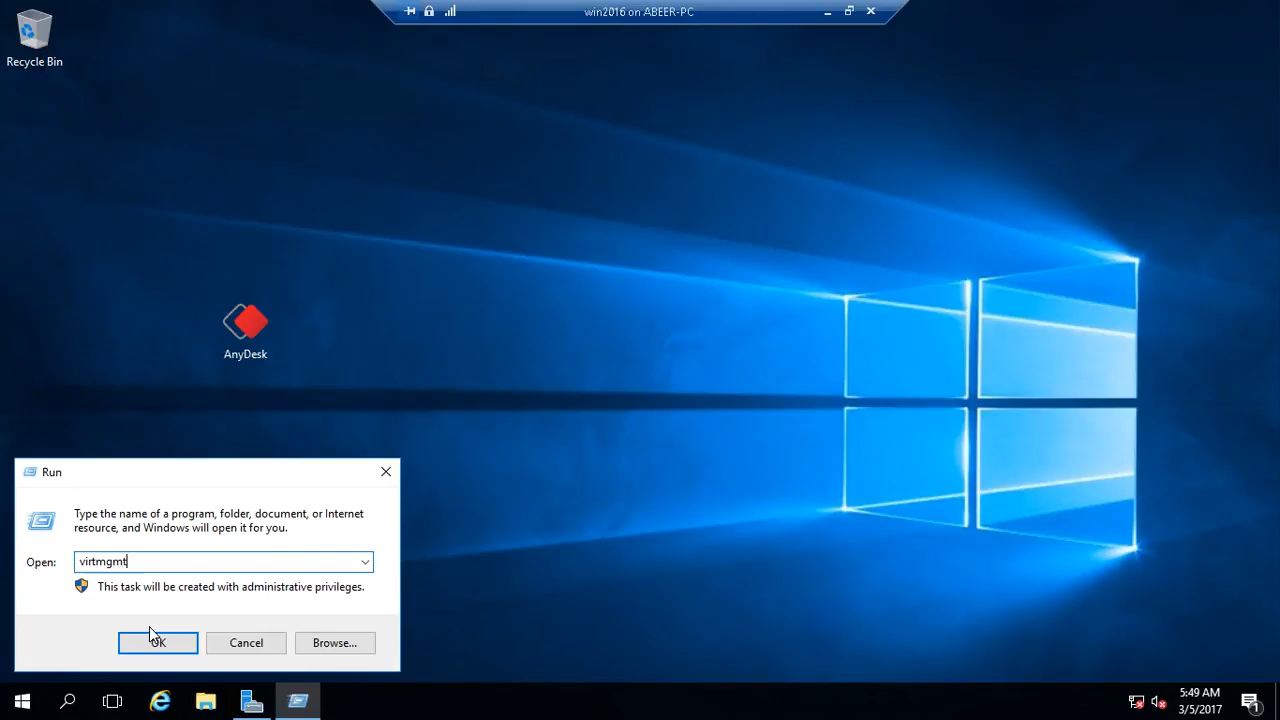 win2016 on ABEER-PC
Recycle Bin
AnyDesk
Run
Type the name of a program, folder, document, or Internet
resource, and Windows will open it for you.
Open:
virtmgmt
This task will be created with administrative privileges.
OK
Cancel
Browse...
5:49 AM
3/5/2017
1